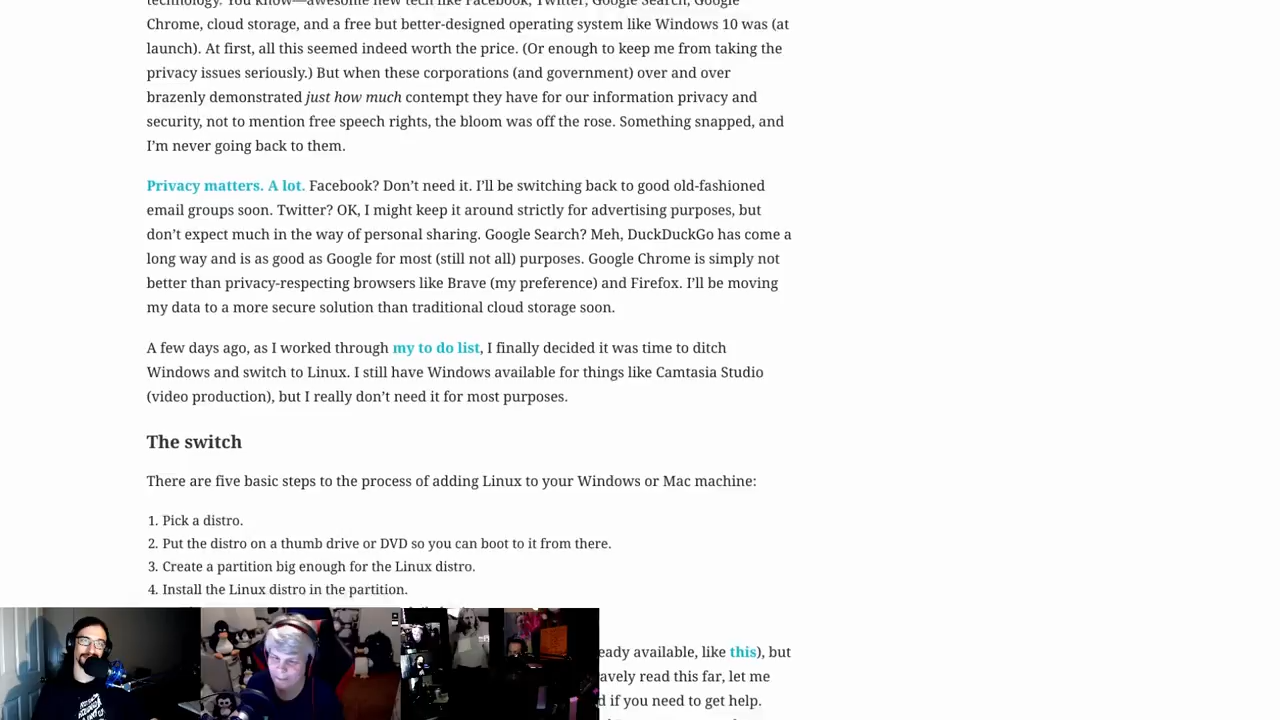 technology. You know—awesome new tech like Facebook, Twitter, Google Search, Google
Chrome, cloud storage, and a free but better-designed operating system like Windows 10 was (at
launch). At first, all this seemed indeed worth the price. (Or enough to keep me from taking the
privacy issues seriously.) But when these corporations (and government) over and over
brazenly demonstrated just how much contempt they have for our information privacy and
security, not to mention free speech rights, the bloom was off the rose. Something snapped, and
I’m never going back to them.
Privacy matters. A lot. Facebook? Don’t need it. I’ll be switching back to good old-fashioned
email groups soon. Twitter? OK, I might keep it around strictly for advertising purposes, but
don’t expect much in the way of personal sharing. Google Search? Meh, DuckDuckGo has come a
long way and is as good as Google for most (still not all) purposes. Google Chrome is simply not
better than privacy-respecting browsers like Brave (my preference) and Firefox. I’ll be moving
my data to a more secure solution than traditional cloud storage soon.
A few days ago, as I worked through my to do list, I finally decided it was time to ditch
Windows and switch to Linux. I still have Windows available for things like Camtasia Studio
(video production), but I really don’t need it for most purposes.
The switch
There are five basic steps to the process of adding Linux to your Windows or Mac machine:
1. Pick a distro.
2. Put the distro on a thumb drive or DVD so you can boot to it from there.
3. Create a partition big enough for the Linux distro.
4. Install the Linux distro in the partition.
eady available, like this), but
avely read this far, let me
d if you need to get help.